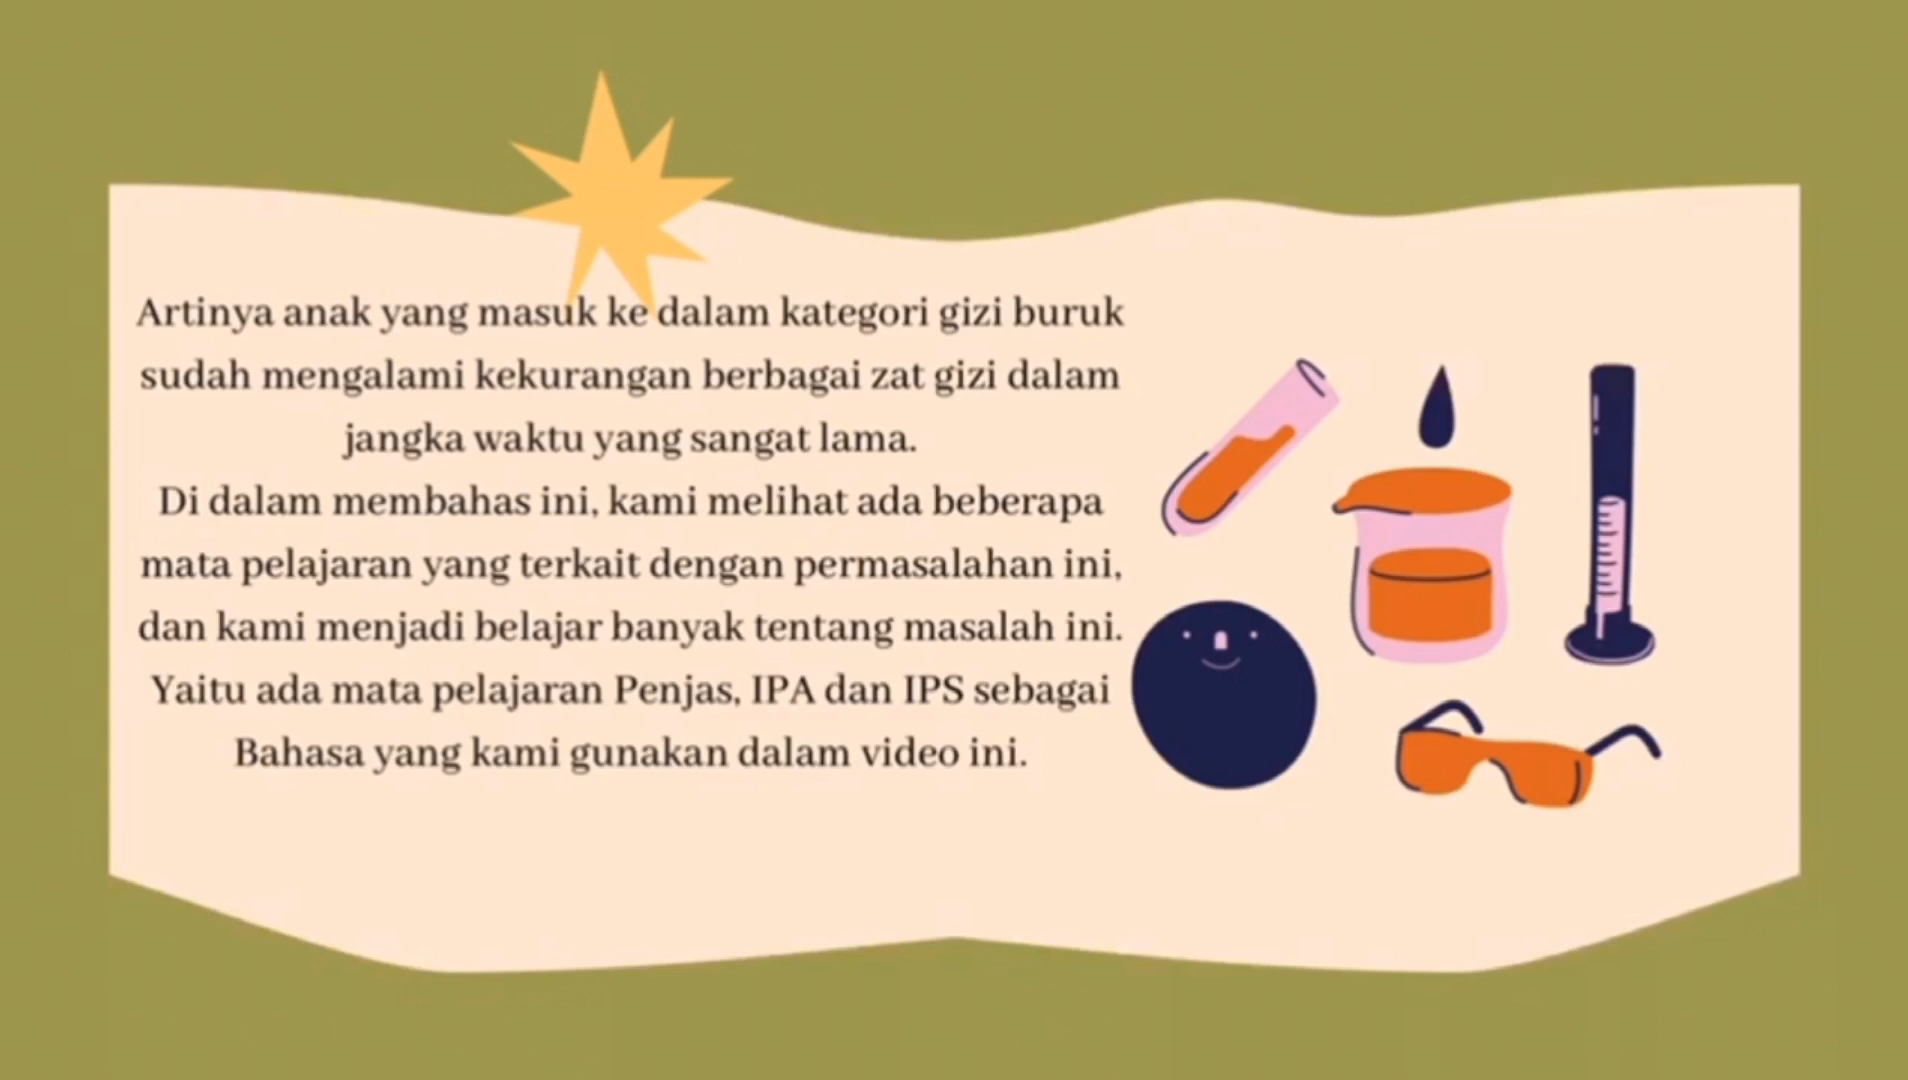 Artinya anak yang masuk ke dalam kategori gizi buruk
sudah mengalami kekurangan berbagai zat gizi dalam
jangka waktu yang sangat lama.
Di dalam membahas ini, kami melihat ada beberapa
mata pelajaran yang terkait dengan permasalahan ini,
dan kami menjadi belajar banyak tentang masalah ini.
Yaitu ada mata pelajaran Penjas, IPA dan IPS sebagai
Bahasa yang kami gunakan dalam video ini.